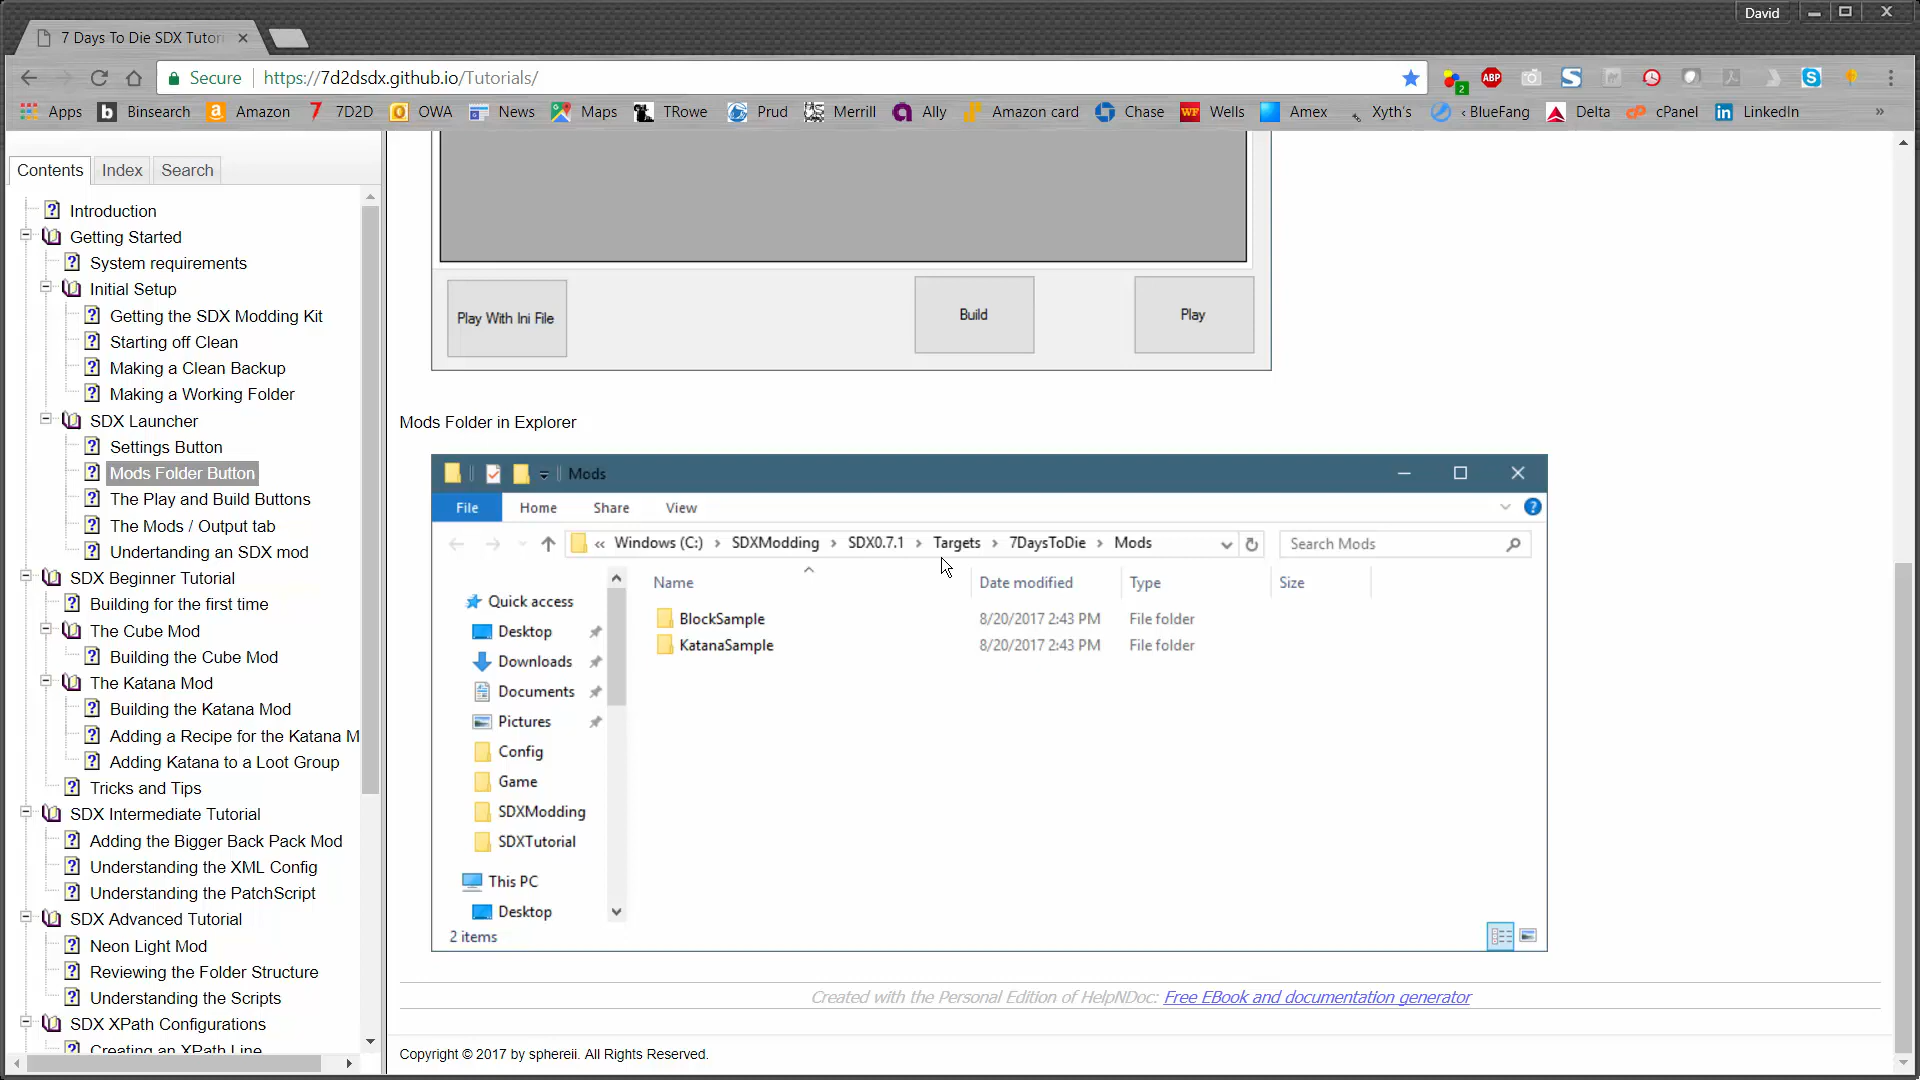 David
7 Days To Die SDX Tutor
Secure
https://7d2dsdx.github.io/Tutorials/
ABP
2
Apps
Binsearch
Amazon
7D2D
OWA
News
Maps
TRowe
Prud
Merrill
Ally
Amazon card
Chase
Wells
Amex
Xyth's
‹ BlueFang
Delta
cPanel
LinkedIn
»
Contents
Index
Search
Introduction
Getting Started
System requirements
Initial Setup
Getting the SDX Modding Kit
Starting off Clean
Making a Clean Backup
Making a Working Folder
SDX Launcher
Settings Button
Mods Folder Button
The Play and Build Buttons
The Mods / Output tab
Undertanding an SDX mod
SDX Beginner Tutorial
Building for the first time
The Cube Mod
Building the Cube Mod
The Katana Mod
Building the Katana Mod
Adding a Recipe for the Katana M
Adding Katana to a Loot Group
Tricks and Tips
SDX Intermediate Tutorial
Adding the Bigger Back Pack Mod
Understanding the XML Config
Understanding the PatchScript
SDX Advanced Tutorial
Neon Light Mod
Reviewing the Folder Structure
Understanding the Scripts
SDX XPath Configurations
Creating an XPath Line
Play With Ini File
Build
Play
Mods Folder in Explorer
Mods
File
Home
Share
View
« Windows (C:) › SDXModding › SDX0.7.1 › Targets › 7DaysToDie › Mods
Search Mods
Name
Date modified
Type
Size
BlockSample
8/20/2017 2:43 PM
File folder
KatanaSample
8/20/2017 2:43 PM
File folder
Quick access
Desktop
Downloads
Documents
Pictures
Config
Game
SDXModding
SDXTutorial
This PC
Desktop
2 items
Created with the Personal Edition of HelpNDoc: Free EBook and documentation generator
Copyright © 2017 by sphereii. All Rights Reserved.